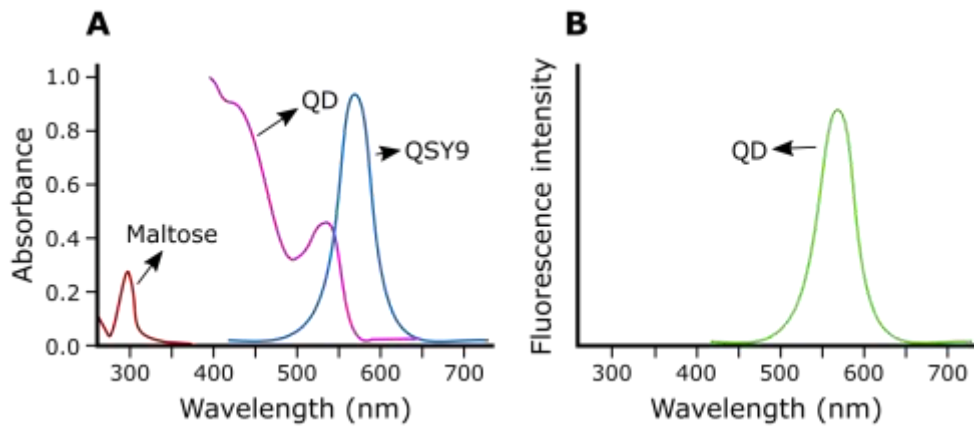 A
Absorbance
1.0
0.8
0.6
0.4
0.2
0.0
QD
QSY9
Maltose
300 400 500 600 700
Wavelength (nm)
B
Fluorescence intensity
QD
300 400 500 600 700
Wavelength (nm)